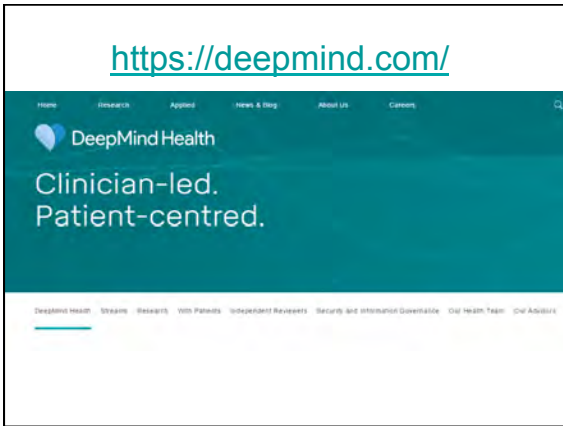 https://deepmind.com/
Home Research Applied News & Blog About Us Careers
DeepMind Health
Clinician-led.
Patient-centred.
DeepMind Health Streams Research With Patients Independent Reviewers Security and Information Governance Our Health Team Our Advisors